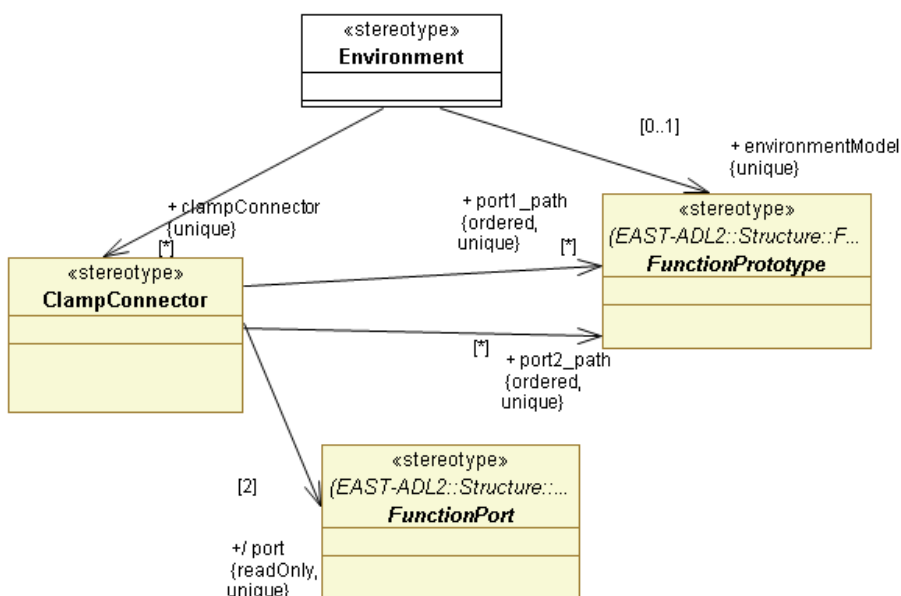 «stereotype»
Environment
[0..1]
+ environmentModel
{unique}
+ clampConnector
{unique}
[*]
+ port1_path
{ordered,
unique}
[*]
«stereotype»
(EAST-ADL2::Structure::F...
FunctionPrototype
«stereotype»
ClampConnector
[*]
+ port2_path
{ordered,
unique}
[2]
+/ port
{readOnly,
unique}
«stereotype»
(EAST-ADL2::Structure::...
FunctionPort